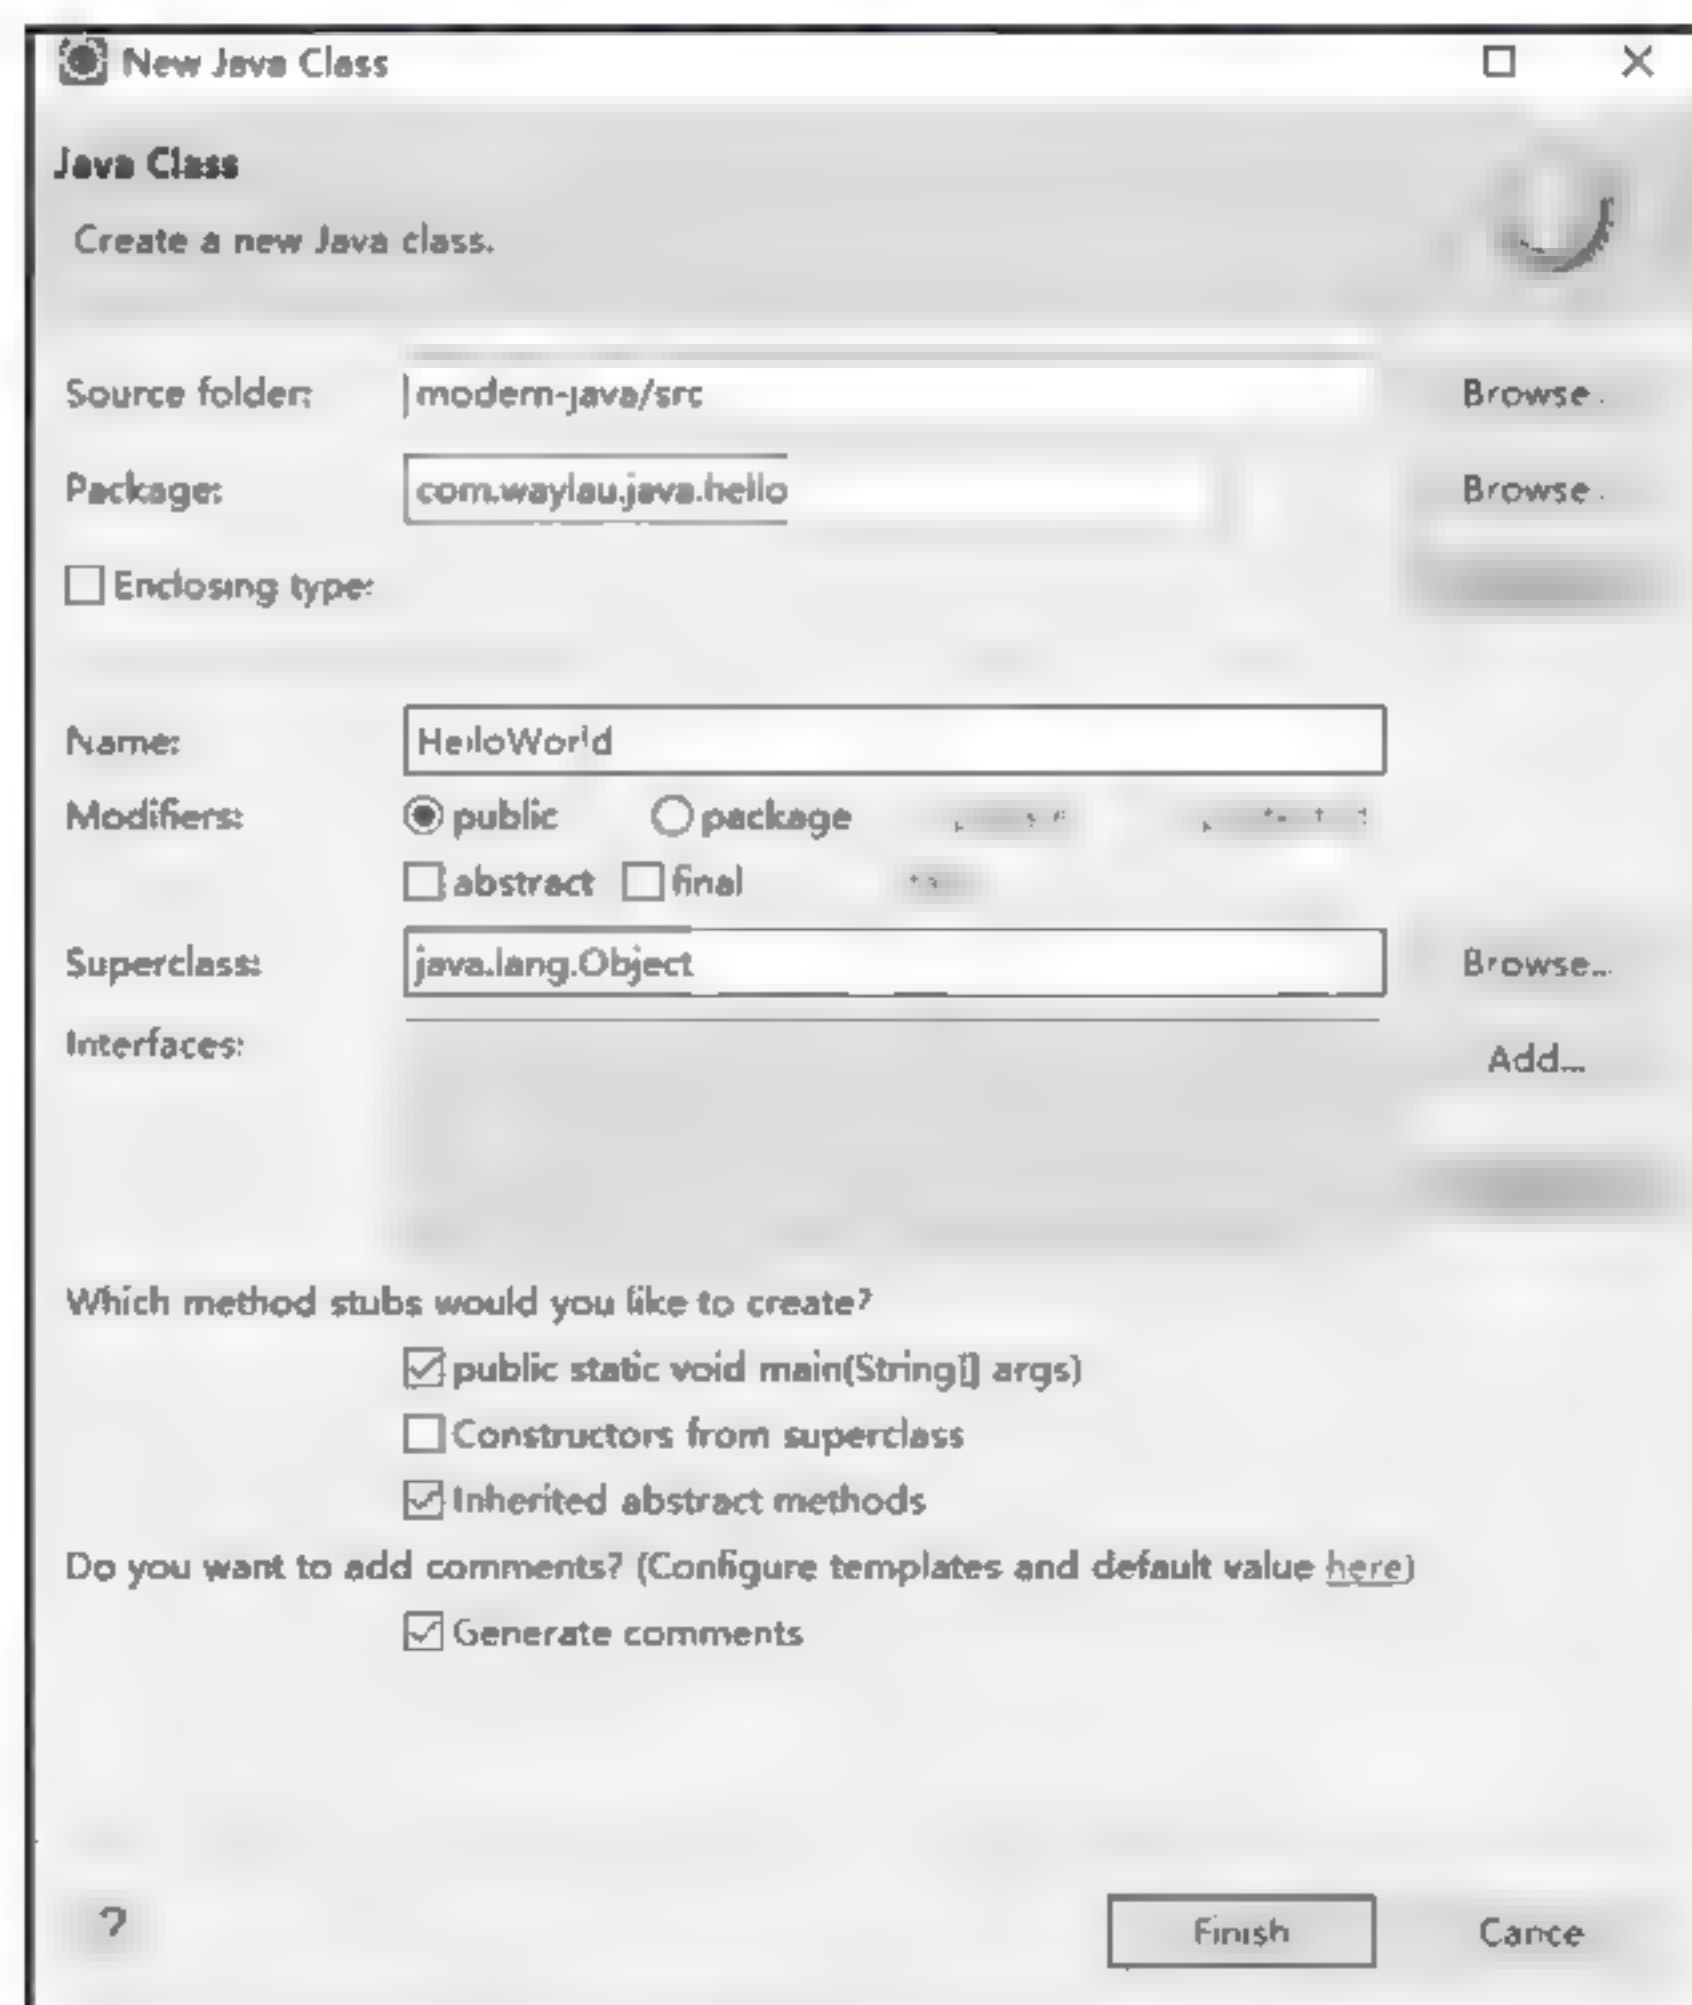 New Java Class
Java Class
Create a new Java class.
Source folder: modern-java/src Browse.
Package: com.waylau.java.hello Browse.
Enclosing type:
Name: HelloWorld
Modifiers: public package
abstract final
Superclass: java.lang.Object Browse...
Interfaces: Add...
Which method stubs would you like to create?
public static void main(String[] args)
Constructors from superclass
Inherited abstract methods
Do you want to add comments? (Configure templates and default value here)
Generate comments
? Finish Cance